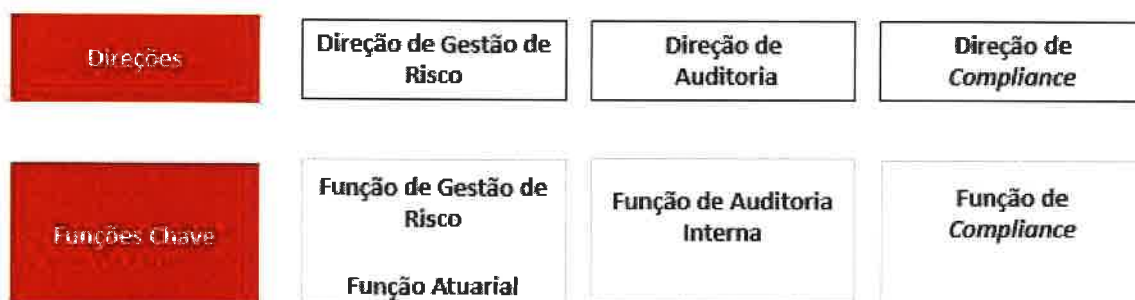 Direções
Direção de Gestão de
Risco
Direção de
Auditoria
Direção de
Compliance
Funções Chave
Função de Gestão de
Risco
Função Atuarial
Função de Auditoria
Interna
Função de
Compliance